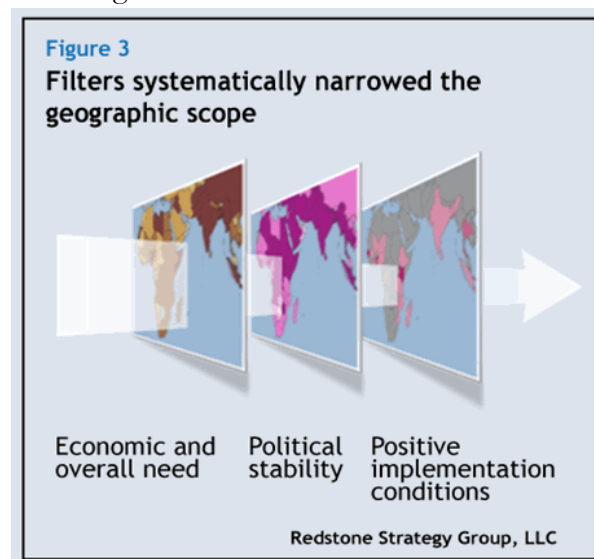 Figure 3
Filters systematically narrowed the
geographic scope
Economic and
overall need
Political
stability
Positive
implementation
conditions
Redstone Strategy Group, LLC